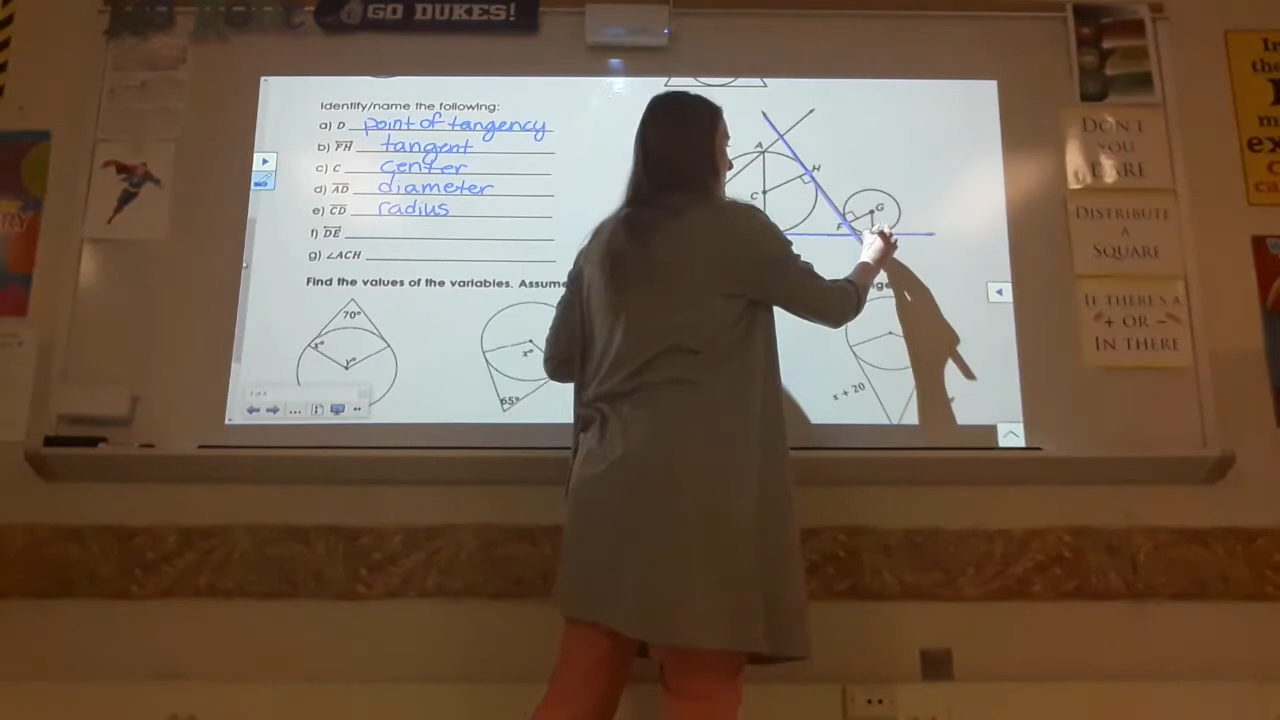 GO DUKES!
Identify/name the following:
a) D point of tangency
b) FH tangent
c) C center
d) AD diameter
e) CD radius
f) DE
g) ∠ACH
Find the values of the variables. Assume
A
H
C
G
F
70°
x°
y°
x°
65°
x + 20
DON'T
YOU
DARE
DISTRIBUTE
A
SQUARE
IF THERE'S A
+ OR −
IN THERE
In
the